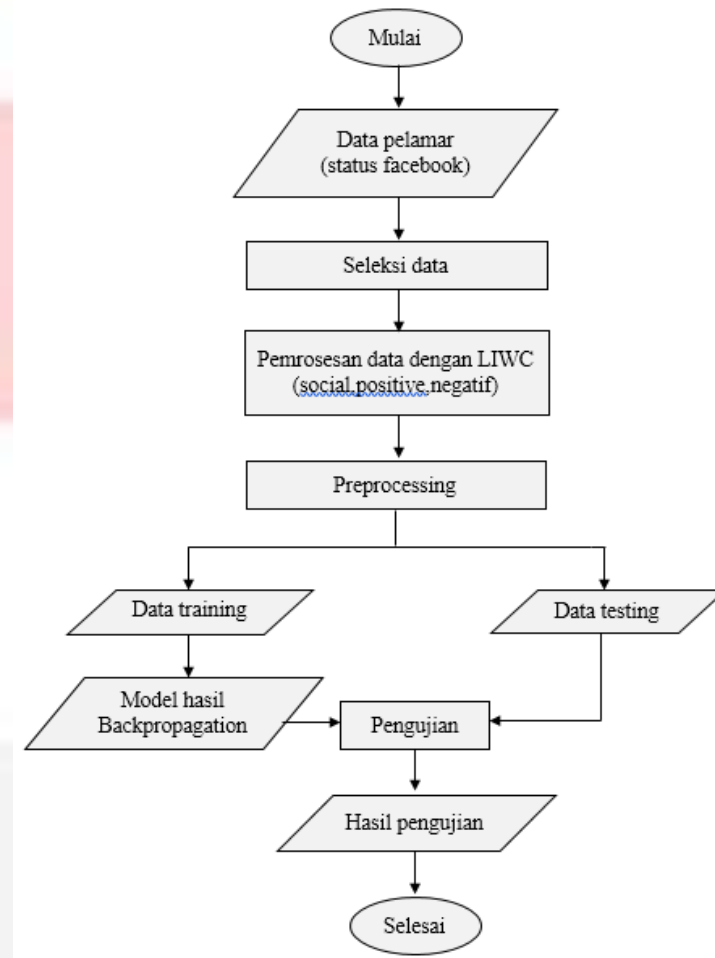 Mulai
Data pelamar
(status facebook)
Seleksi data
Pemrosesan data dengan LIWC
(social,positive,negatif)
Preprocessing
Data training
Data testing
Model hasil
Backpropagation
Pengujian
Hasil pengujian
Selesai